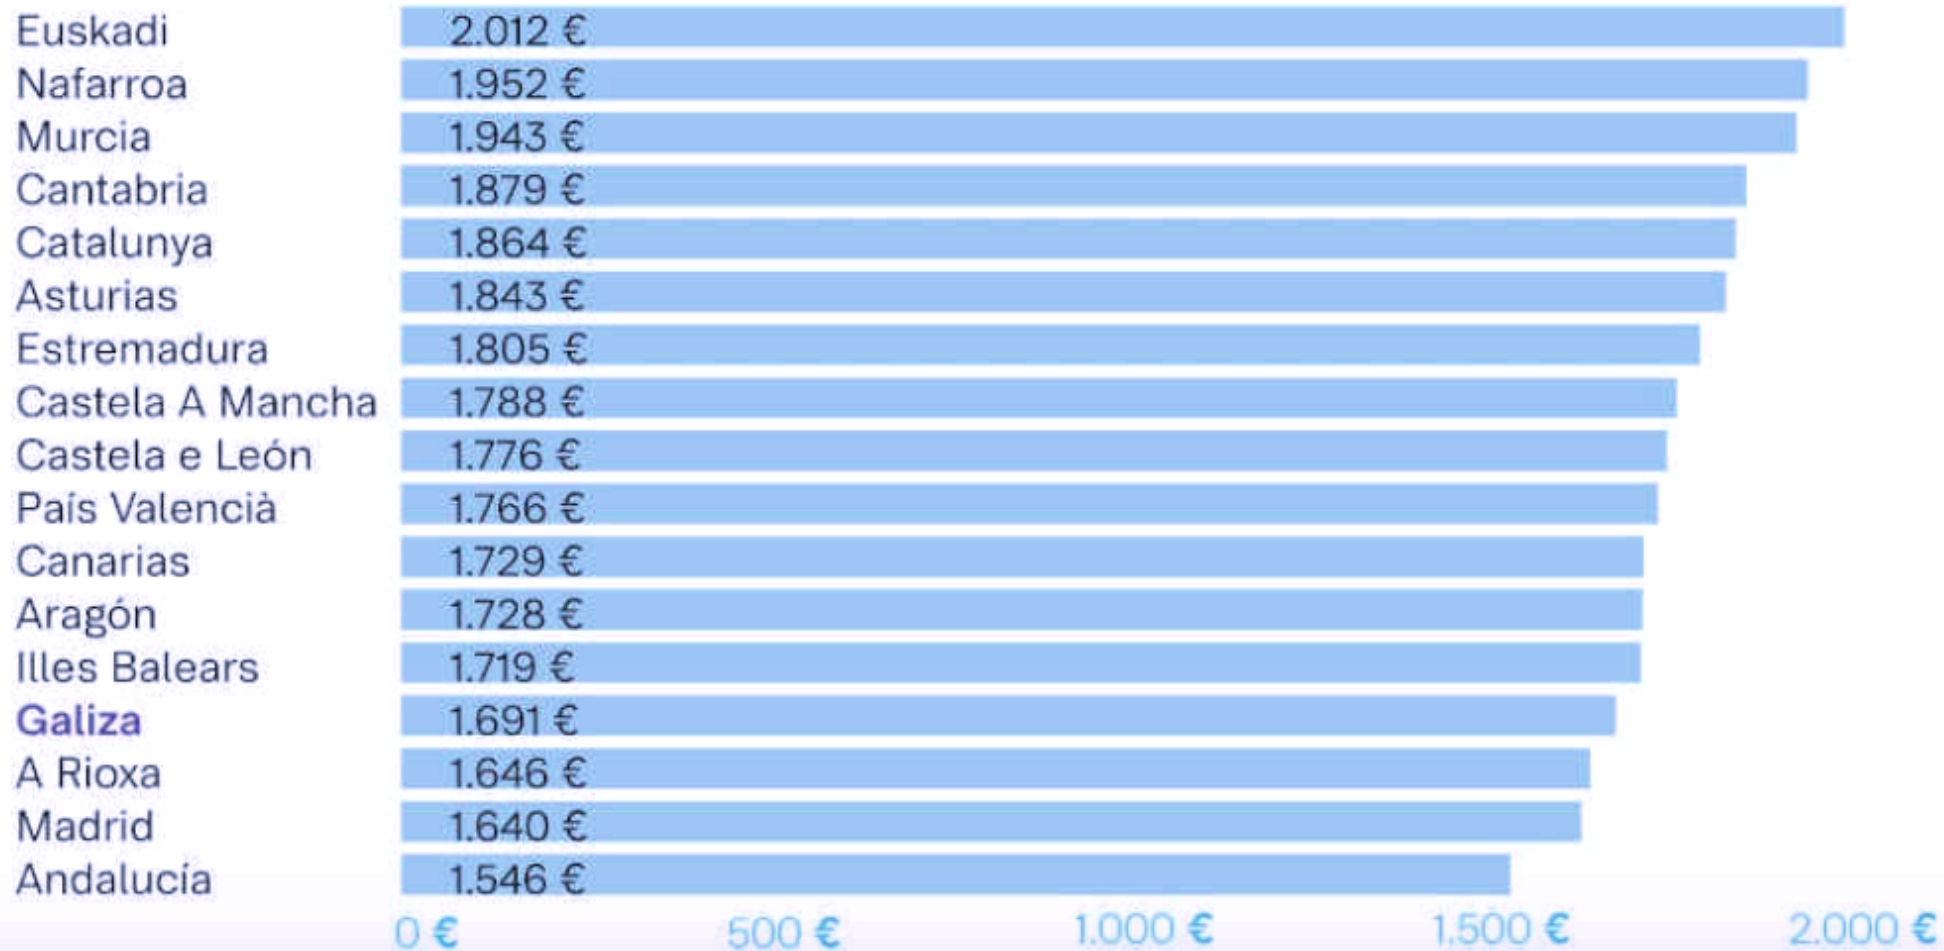 Euskadi 2.012 €
Nafarroa 1.952 €
Murcia 1.943 €
Cantabria 1.879 €
Catalunya 1.864 €
Asturias 1.843 €
Estremadura 1.805 €
Castela A Mancha 1.788 €
Castela e León 1.776 €
País Valencià 1.766 €
Canarias 1.729 €
Aragón 1.728 €
Illes Balears 1.719 €
Galiza 1.691 €
A Rioxa 1.646 €
Madrid 1.640 €
Andalucía 1.546 €
0 € 500 € 1.000 € 1.500 € 2.000 €